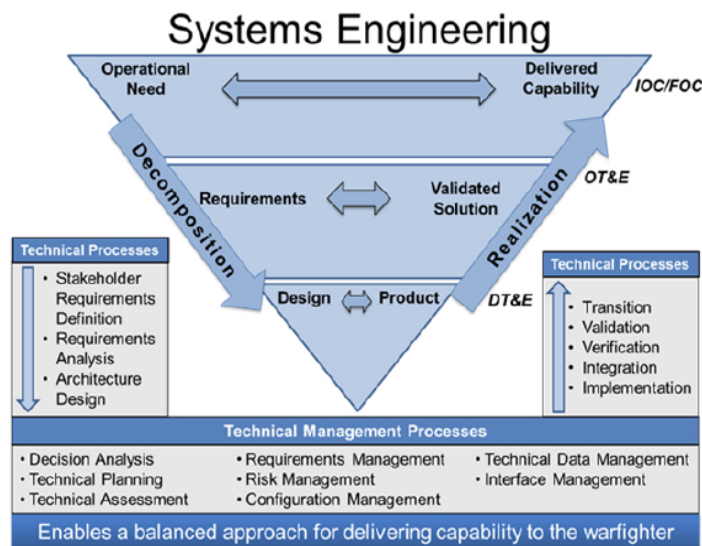 Systems Engineering
Operational
Need
Delivered
Capability
IOC/FOC
Decomposition
Realization
OT&E
Requirements
Validated
Solution
Design
Product
DT&E
Technical Processes
• Stakeholder
Requirements
Definition
• Requirements
Analysis
• Architecture
Design
Technical Processes
• Transition
• Validation
• Verification
• Integration
• Implementation
Technical Management Processes
• Decision Analysis
• Technical Planning
• Technical Assessment
• Requirements Management
• Risk Management
• Configuration Management
• Technical Data Management
• Interface Management
Enables a balanced approach for delivering capability to the warfighter